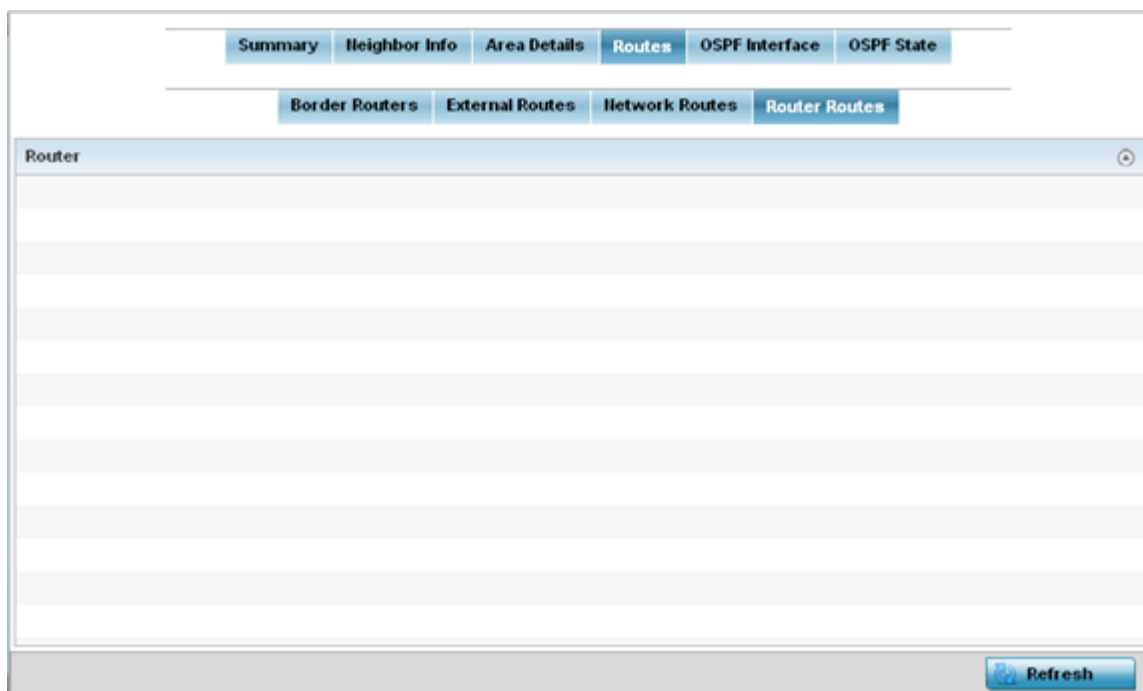 Summary Neighbor Info Area Details Routes OSPF Interface OSPF State
Border Routers External Routes Network Routes Router Routes
Router
Refresh